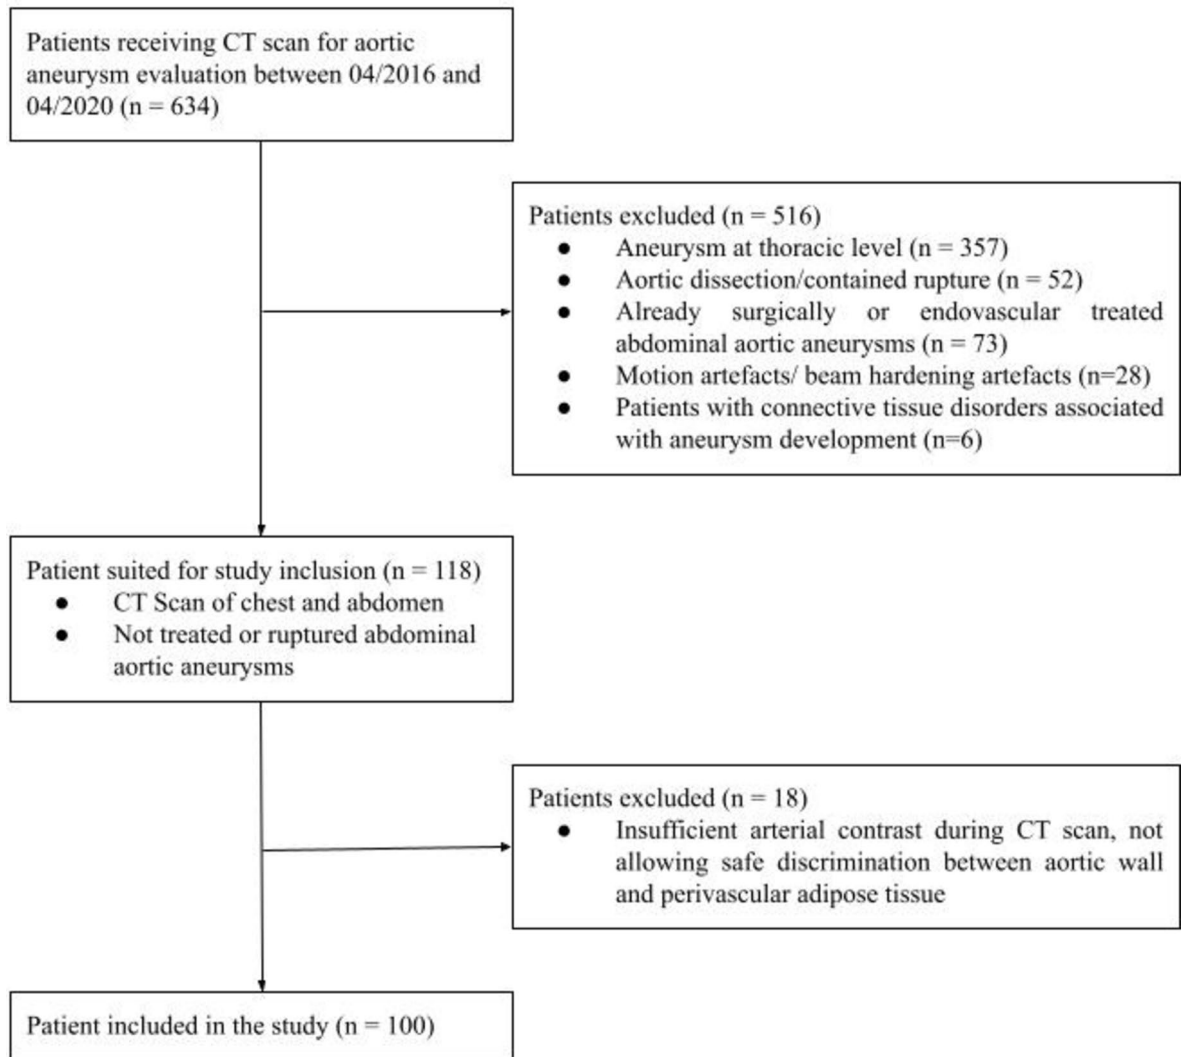 Patients receiving CT scan for aortic
aneurysm evaluation between 04/2016 and
04/2020 (n = 634)
Patients excluded (n = 516)
● Aneurysm at thoracic level (n = 357)
● Aortic dissection/contained rupture (n = 52)
● Already surgically or endovascular treated
abdominal aortic aneurysms (n = 73)
● Motion artefacts/ beam hardening artefacts (n=28)
● Patients with connective tissue disorders associated
with aneurysm development (n=6)
Patient suited for study inclusion (n = 118)
● CT Scan of chest and abdomen
● Not treated or ruptured abdominal
aortic aneurysms
Patients excluded (n = 18)
● Insufficient arterial contrast during CT scan, not
allowing safe discrimination between aortic wall
and perivascular adipose tissue
Patient included in the study (n = 100)